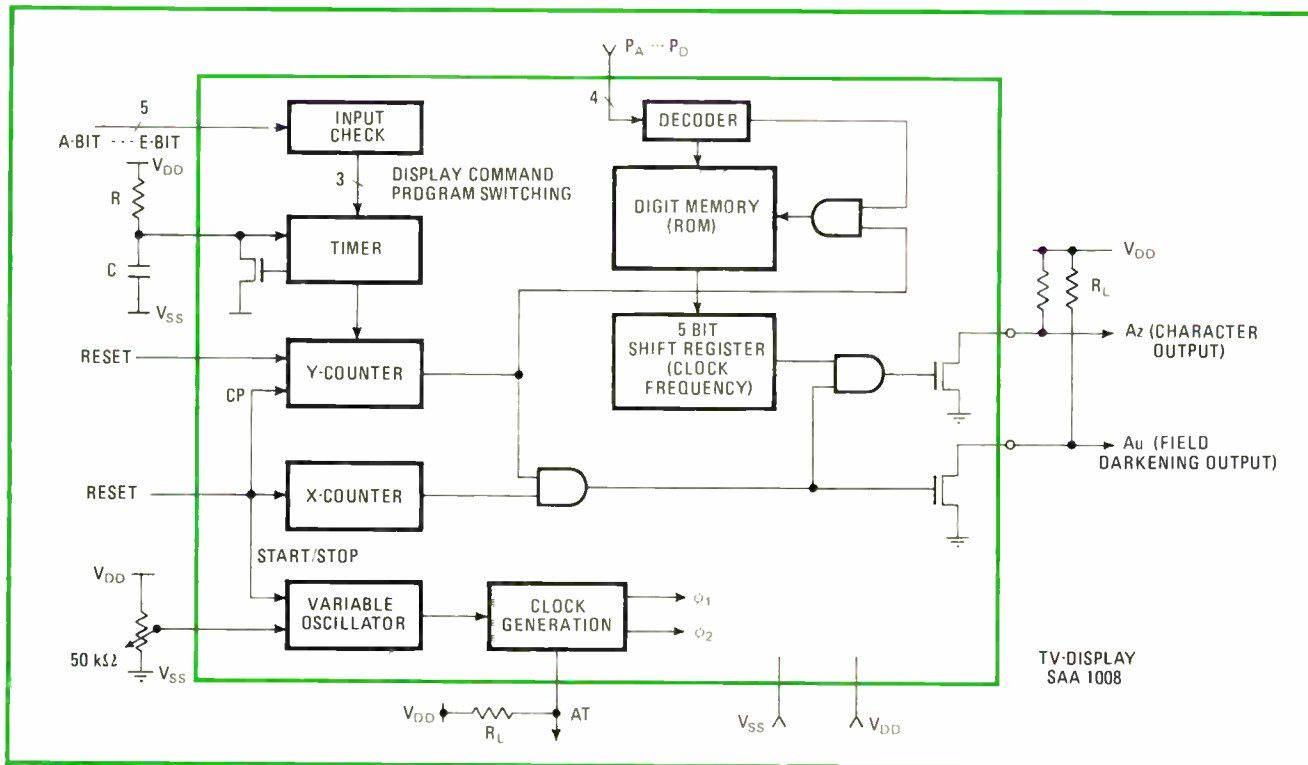 P_A ... P_D
4
5
A-BIT ... E-BIT
INPUT
CHECK
DECODER
V_DD
R
3
DISPLAY COMMAND
PROGRAM SWITCHING
DIGIT MEMORY
(ROM)
TIMER
C
V_SS
V_DD
R_L
5 BIT
SHIFT REGISTER
(CLOCK
FREQUENCY)
Az (CHARACTER
OUTPUT)
RESET
Y-COUNTER
CP
Au (FIELD
DARKENING OUTPUT)
RESET
X-COUNTER
START/STOP
V_DD
VARIABLE
OSCILLATOR
CLOCK
GENERATION
ϕ1
ϕ2
50 kΩ
V_SS
TV-DISPLAY
SAA 1008
V_DD
R_L
AT
V_SS
V_DD